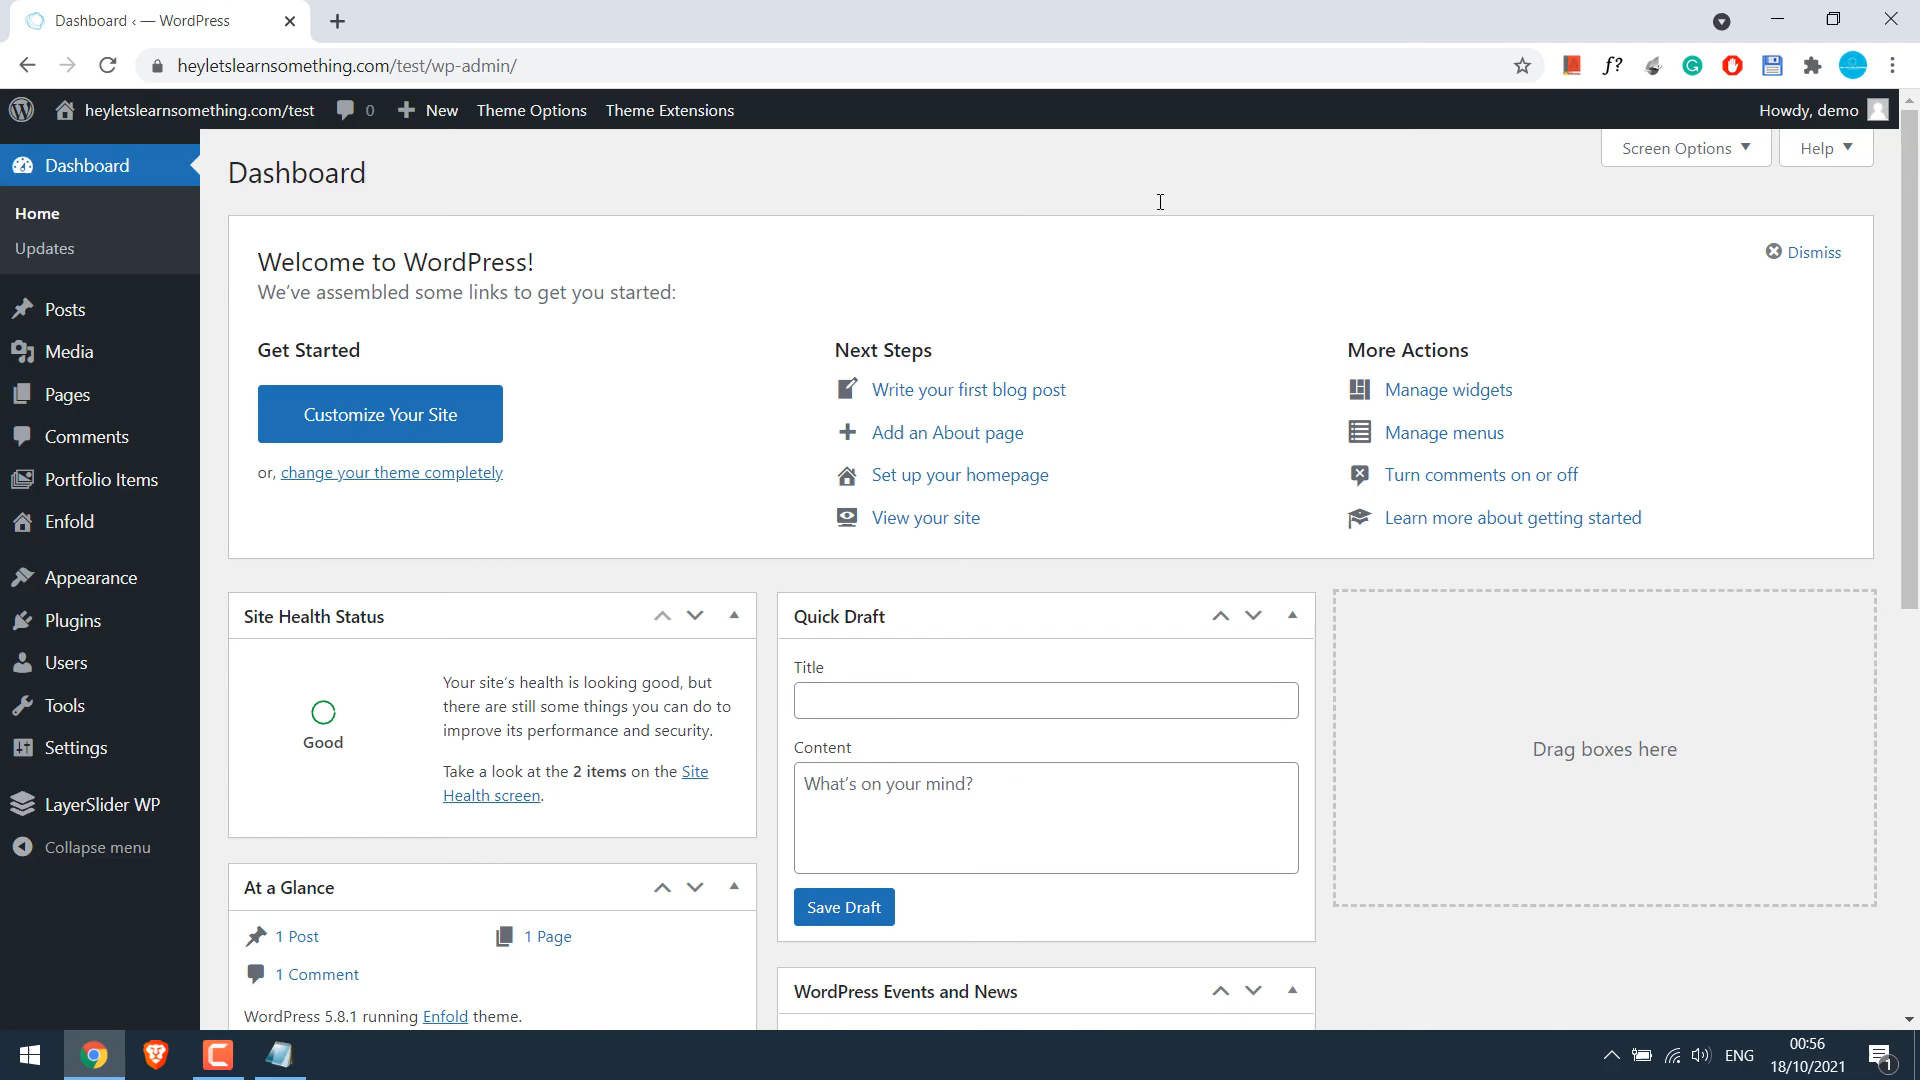 Dashboard ‹ — WordPress
heyletslearnsomething.com/test/wp-admin/
f?
heyletslearnsomething.com/test 0 New Theme Options Theme Extensions Howdy, demo
Dashboard
Home
Updates
Posts
Media
Pages
Comments
Portfolio Items
Enfold
Appearance
Plugins
Users
Tools
Settings
LayerSlider WP
Collapse menu
Screen Options Help
Dashboard
Welcome to WordPress!
Dismiss
We've assembled some links to get you started:
Get Started
Customize Your Site
or, change your theme completely
Next Steps
Write your first blog post
Add an About page
Set up your homepage
View your site
More Actions
Manage widgets
Manage menus
Turn comments on or off
Learn more about getting started
Site Health Status
Good
Your site's health is looking good, but
there are still some things you can do to
improve its performance and security.
Take a look at the 2 items on the Site
Health screen.
At a Glance
1 Post 1 Page
1 Comment
WordPress 5.8.1 running Enfold theme.
Quick Draft
Title
Content
What's on your mind?
Save Draft
WordPress Events and News
Drag boxes here
ENG
00:56
18/10/2021
1